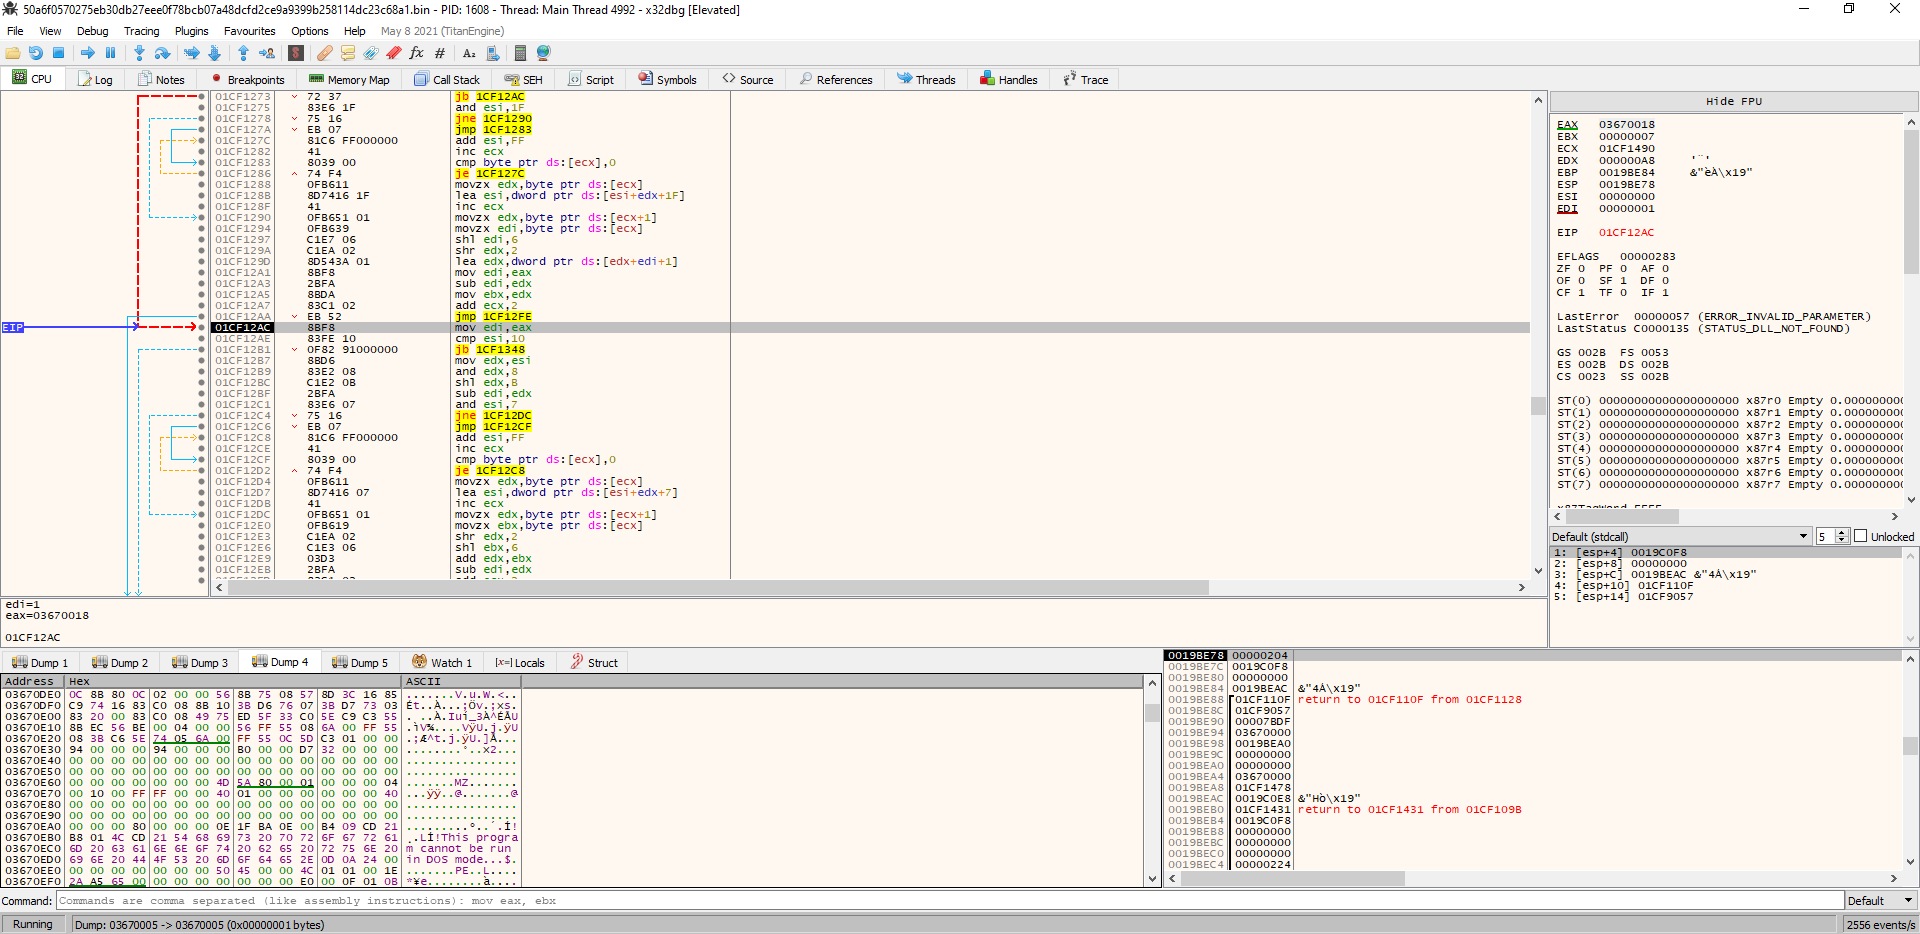 50a6f0570275eb30db27eee0f78bcb07a48dcfd2ce9a9399b258114dc23c68a1.bin - PID: 1608 - Thread: Main Thread 4992 - x32dbg [Elevated]
File View Debug Tracing Plugins Favourites Options Help May 8 2021 (TitanEngine)
CPU Log Notes Breakpoints Memory Map Call Stack SEH Script Symbols Source References Threads Handles Trace
01CF1273 72 37 jb 1CF12AC
01CF1275 83E6 1F and esi,1F
01CF1278 75 16 jne 1CF1290
01CF127A EB 07 jmp 1CF1283
01CF127C 81C6 FF000000 add esi,FF
01CF1282 41 inc ecx
01CF1283 8039 00 cmp byte ptr ds:[ecx],0
01CF1286 74 F4 je 1CF127C
01CF1288 0FB611 movzx edx,byte ptr ds:[ecx]
01CF128B 8D7416 1F lea esi,dword ptr ds:[esi+edx+1F]
01CF128F 41 inc ecx
01CF1290 0FB651 01 movzx edx,byte ptr ds:[ecx+1]
01CF1294 0FB639 movzx edi,byte ptr ds:[ecx]
01CF1297 C1E7 06 shl edi,6
01CF129A C1EA 02 shr edx,2
01CF129D 8D543A 01 lea edx,dword ptr ds:[edx+edi+1]
01CF12A1 8BF8 mov edi,eax
01CF12A3 2BFA sub edi,edx
01CF12A5 8BDA mov ebx,edx
01CF12A7 83C1 02 add ecx,2
01CF12AA EB 52 jmp 1CF12FE
EIP 01CF12AC 8BF8 mov edi,eax
01CF12AE 83FE 10 cmp esi,10
01CF12B1 0F82 91000000 jb 1CF1348
01CF12B7 8BD6 mov edx,esi
01CF12B9 83E2 08 and edx,8
01CF12BC C1E2 0B shl edx,B
01CF12BF 2BFA sub edi,edx
01CF12C1 83E6 07 and esi,7
01CF12C4 75 16 jne 1CF12DC
01CF12C6 EB 07 jmp 1CF12CF
01CF12C8 81C6 FF000000 add esi,FF
01CF12CE 41 inc ecx
01CF12CF 8039 00 cmp byte ptr ds:[ecx],0
01CF12D2 74 F4 je 1CF12C8
01CF12D4 0FB611 movzx edx,byte ptr ds:[ecx]
01CF12D7 8D7416 07 lea esi,dword ptr ds:[esi+edx+7]
01CF12DB 41 inc ecx
01CF12DC 0FB651 01 movzx edx,byte ptr ds:[ecx+1]
01CF12E0 0FB619 movzx ebx,byte ptr ds:[ecx]
01CF12E3 C1EA 02 shr edx,2
01CF12E6 C1E3 06 shl ebx,6
01CF12E9 03D3 add edx,ebx
01CF12EB 2BFA sub edi,edx
edi=1
eax=03670018
01CF12AC
Hide FPU
EAX 03670018
EBX 00000007
ECX 01CF1490
EDX 000000A8 '¨'
EBP 0019BE84 &"èÀ\x19"
ESP 0019BE78
ESI 00000000
EDI 00000001
EIP 01CF12AC
EFLAGS 00000283
ZF 0 PF 0 AF 0
OF 0 SF 1 DF 0
CF 1 TF 0 IF 1
LastError 00000057 (ERROR_INVALID_PARAMETER)
LastStatus C0000135 (STATUS_DLL_NOT_FOUND)
GS 002B FS 0053
ES 002B DS 002B
CS 0023 SS 002B
ST(0) 00000000000000000000 x87r0 Empty 0.00000000
ST(1) 00000000000000000000 x87r1 Empty 0.00000000
ST(2) 00000000000000000000 x87r2 Empty 0.00000000
ST(3) 00000000000000000000 x87r3 Empty 0.00000000
ST(4) 00000000000000000000 x87r4 Empty 0.00000000
ST(5) 00000000000000000000 x87r5 Empty 0.00000000
ST(6) 00000000000000000000 x87r6 Empty 0.00000000
ST(7) 00000000000000000000 x87r7 Empty 0.00000000
Default (stdcall) 5 Unlocked
1: [esp+4] 0019C0F8
2: [esp+8] 00000000
3: [esp+C] 0019BEAC &"4Á\x19"
4: [esp+10] 01CF110F
5: [esp+14] 01CF9057
Dump 1 Dump 2 Dump 3 Dump 4 Dump 5 Watch 1 [x=] Locals Struct
Address Hex ASCII
03670DE0 0C 8B 80 0C 02 00 00 56 8B 75 08 57 8D 3C 16 85 .......V.u.W.<..
03670DF0 C9 74 16 83 C0 08 8B 10 3B D6 76 07 3B D7 73 03 Ét..À...;Öv.;×s.
03670E00 83 20 00 83 C0 08 49 75 ED 5F 33 C0 5E C9 C3 55 . ..À.Iuí_3À^ÉÃU
03670E10 8B EC 56 BE 00 04 00 00 56 FF 55 08 6A 00 FF 55 .ìV¾....VÿU.j.ÿU
03670E20 08 3B C6 5E 74 05 6A 00 FF 55 0C 5D C3 01 00 00 .;Æ^t.j.ÿU.]Ã...
03670E30 94 00 00 00 94 00 00 00 B0 00 00 D7 32 00 00 00 ........°..×2...
03670E40 00 00 00 00 00 00 00 00 00 00 00 00 00 00 00 00 ................
03670E50 00 00 00 00 00 00 00 00 00 00 00 00 00 00 00 00 ................
03670E60 00 00 00 00 00 00 00 4D 5A 80 00 01 00 00 00 04 .......MZ.......
03670E70 00 10 00 FF FF 00 00 40 01 00 00 00 00 00 00 40 ...ÿÿ..@.......@
03670E80 00 00 00 00 00 00 00 00 00 00 00 00 00 00 00 00 ................
03670E90 00 00 00 00 00 00 00 00 00 00 00 00 00 00 00 00 ................
03670EA0 00 00 00 80 00 00 00 0E 1F BA 0E 00 B4 09 CD 21 .........º..´.Í!
03670EB0 B8 01 4C CD 21 54 68 69 73 20 70 72 6F 67 72 61 ¸.LÍ!This progra
03670EC0 6D 20 63 61 6E 6E 6F 74 20 62 65 20 72 75 6E 20 m cannot be run
03670ED0 69 6E 20 44 4F 53 20 6D 6F 64 65 2E 0D 0A 24 00 in DOS mode...$.
03670EE0 00 00 00 00 00 00 00 50 45 00 00 4C 01 01 00 1E .......PE..L....
03670EF0 2A A5 65 00 00 00 00 00 00 00 00 E0 00 0F 01 0B *¥e........à....
0019BE78 00000204
0019BE7C 0019C0F8
0019BE80 00000000
0019BE84 0019BEAC &"4Á\x19"
0019BE88 01CF110F return to 01CF110F from 01CF1128
0019BE8C 01CF9057
0019BE90 00007BDF
0019BE94 03670000
0019BE98 0019BEA0
0019BE9C 00000000
0019BEA0 00000000
0019BEA4 03670000
0019BEA8 01CF1478
0019BEAC 0019C0E8 &"Hò\x19"
0019BEB0 01CF1431 return to 01CF1431 from 01CF109B
0019BEB4 0019C0F8
0019BEB8 00000000
0019BEBC 00000000
0019BEC0 00000000
0019BEC4 00000224
Command: Commands are comma separated (like assembly instructions): mov eax, ebx Default
Running Dump: 03670005 -> 03670005 (0x00000001 bytes) 2556 events/s